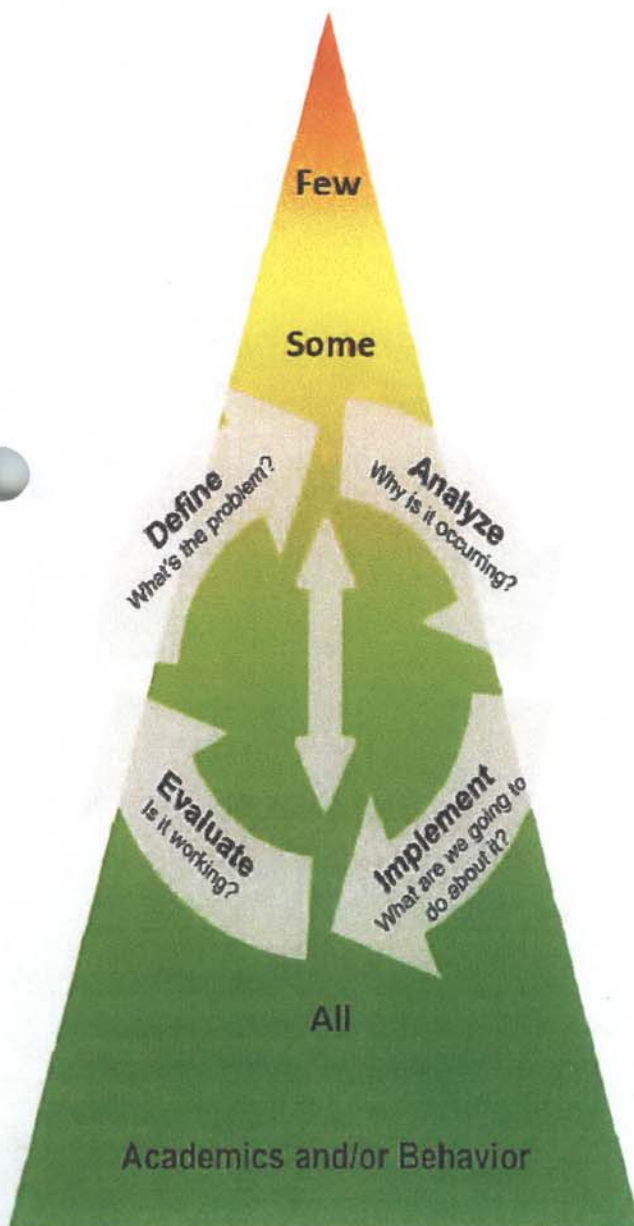 Few
Some
Define
What's the problem?
Analyze
Why is it occurring?
Evaluate
Is it working?
Implement
What are we going to
do about it?
All
Academics and/or Behavior